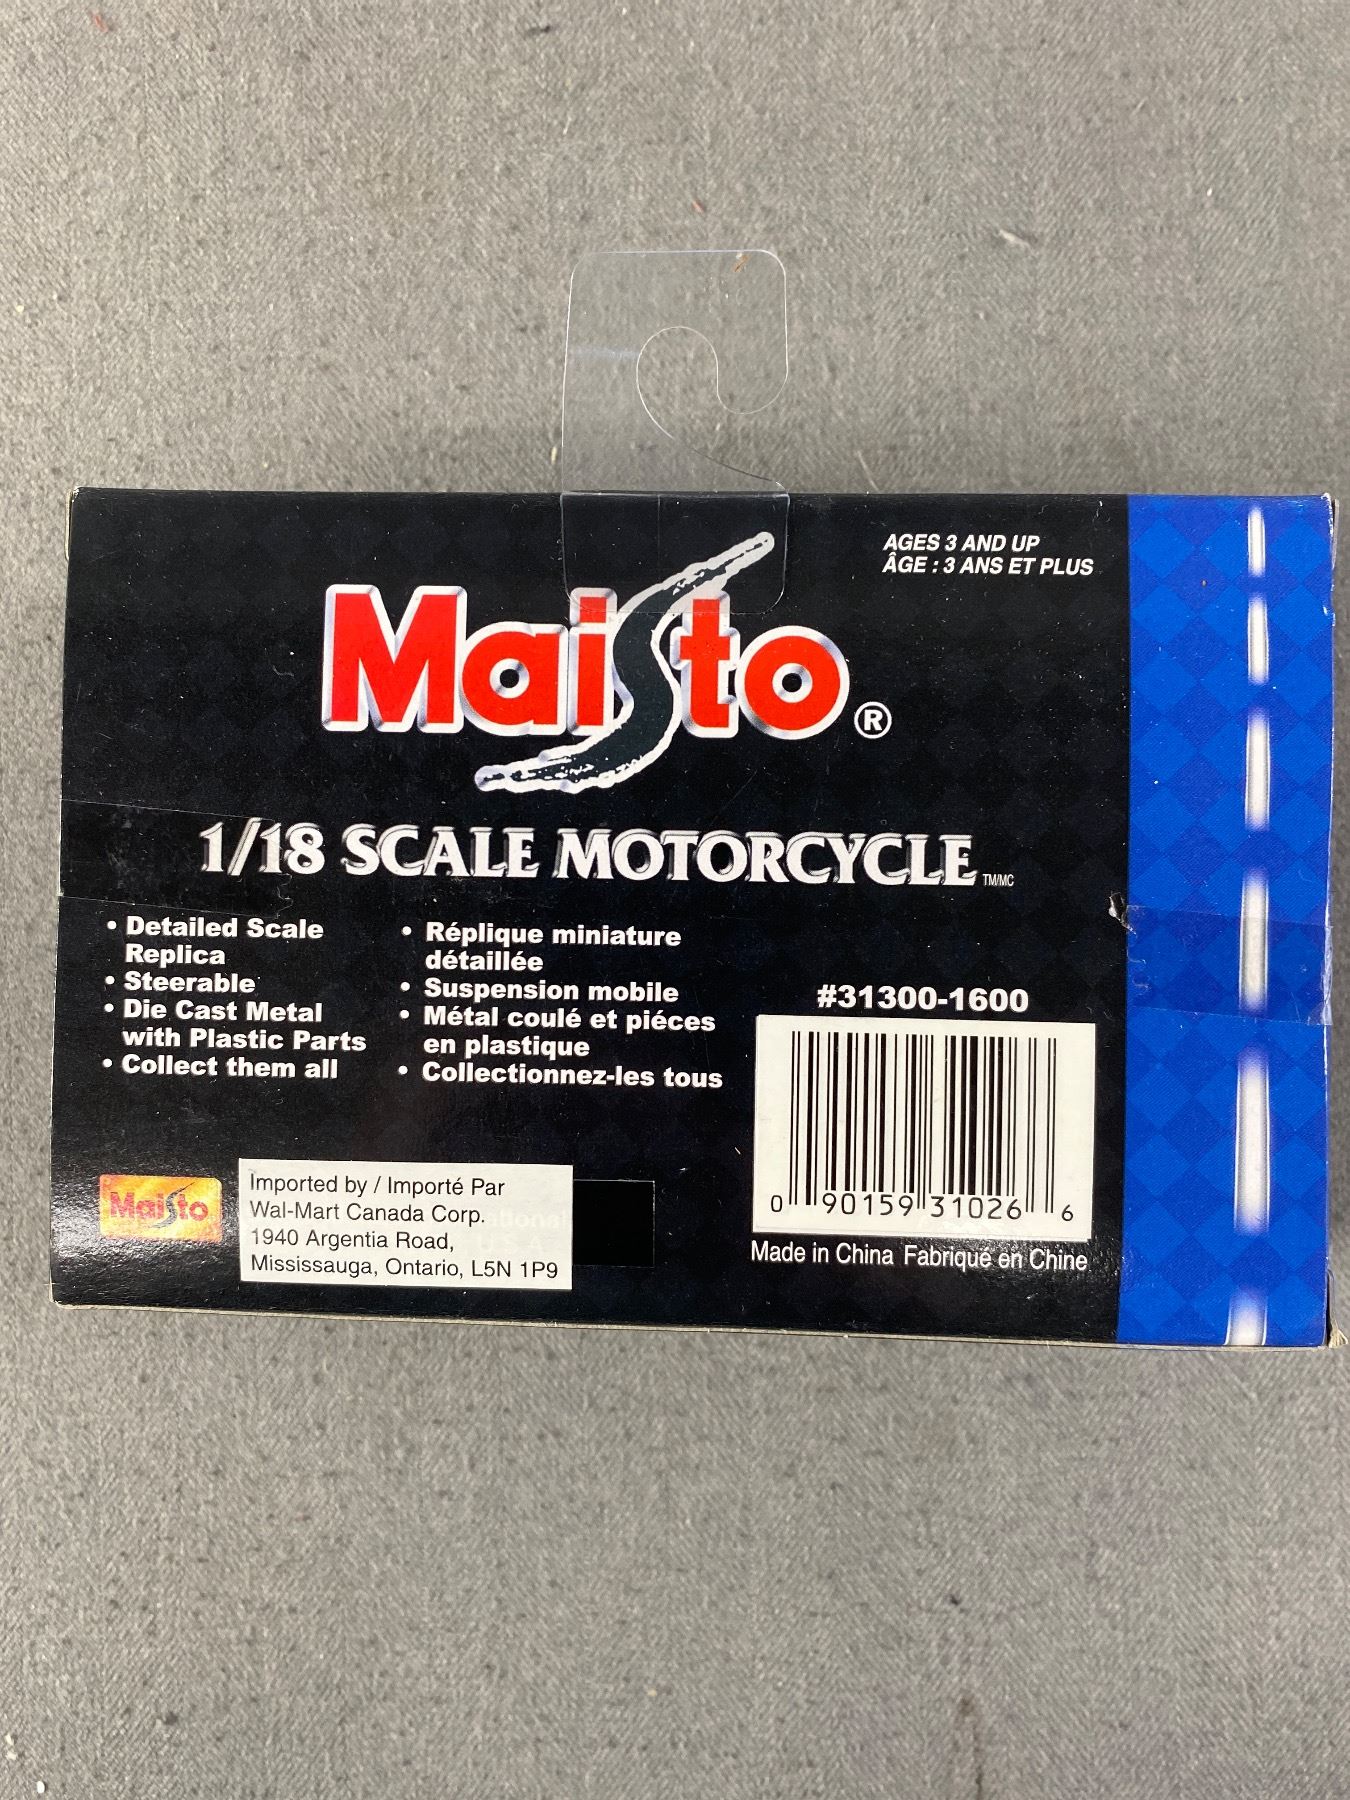 AGES 3 AND UP
ÂGE : 3 ANS ET PLUS
Maisto®
1/18 SCALE MOTORCYCLE TM/MC
• Detailed Scale
Replica
• Steerable
• Die Cast Metal
with Plastic Parts
• Collect them all
• Réplique miniature
détaillée
• Suspension mobile
• Métal coulé et piéces
en plastique
• Collectionnez-les tous
#31300-1600
0 90159 31026 6
Made in China Fabriqué en Chine
Maisto
Imported by / Importé Par
Wal-Mart Canada Corp.
1940 Argentia Road,
Mississauga, Ontario, L5N 1P9